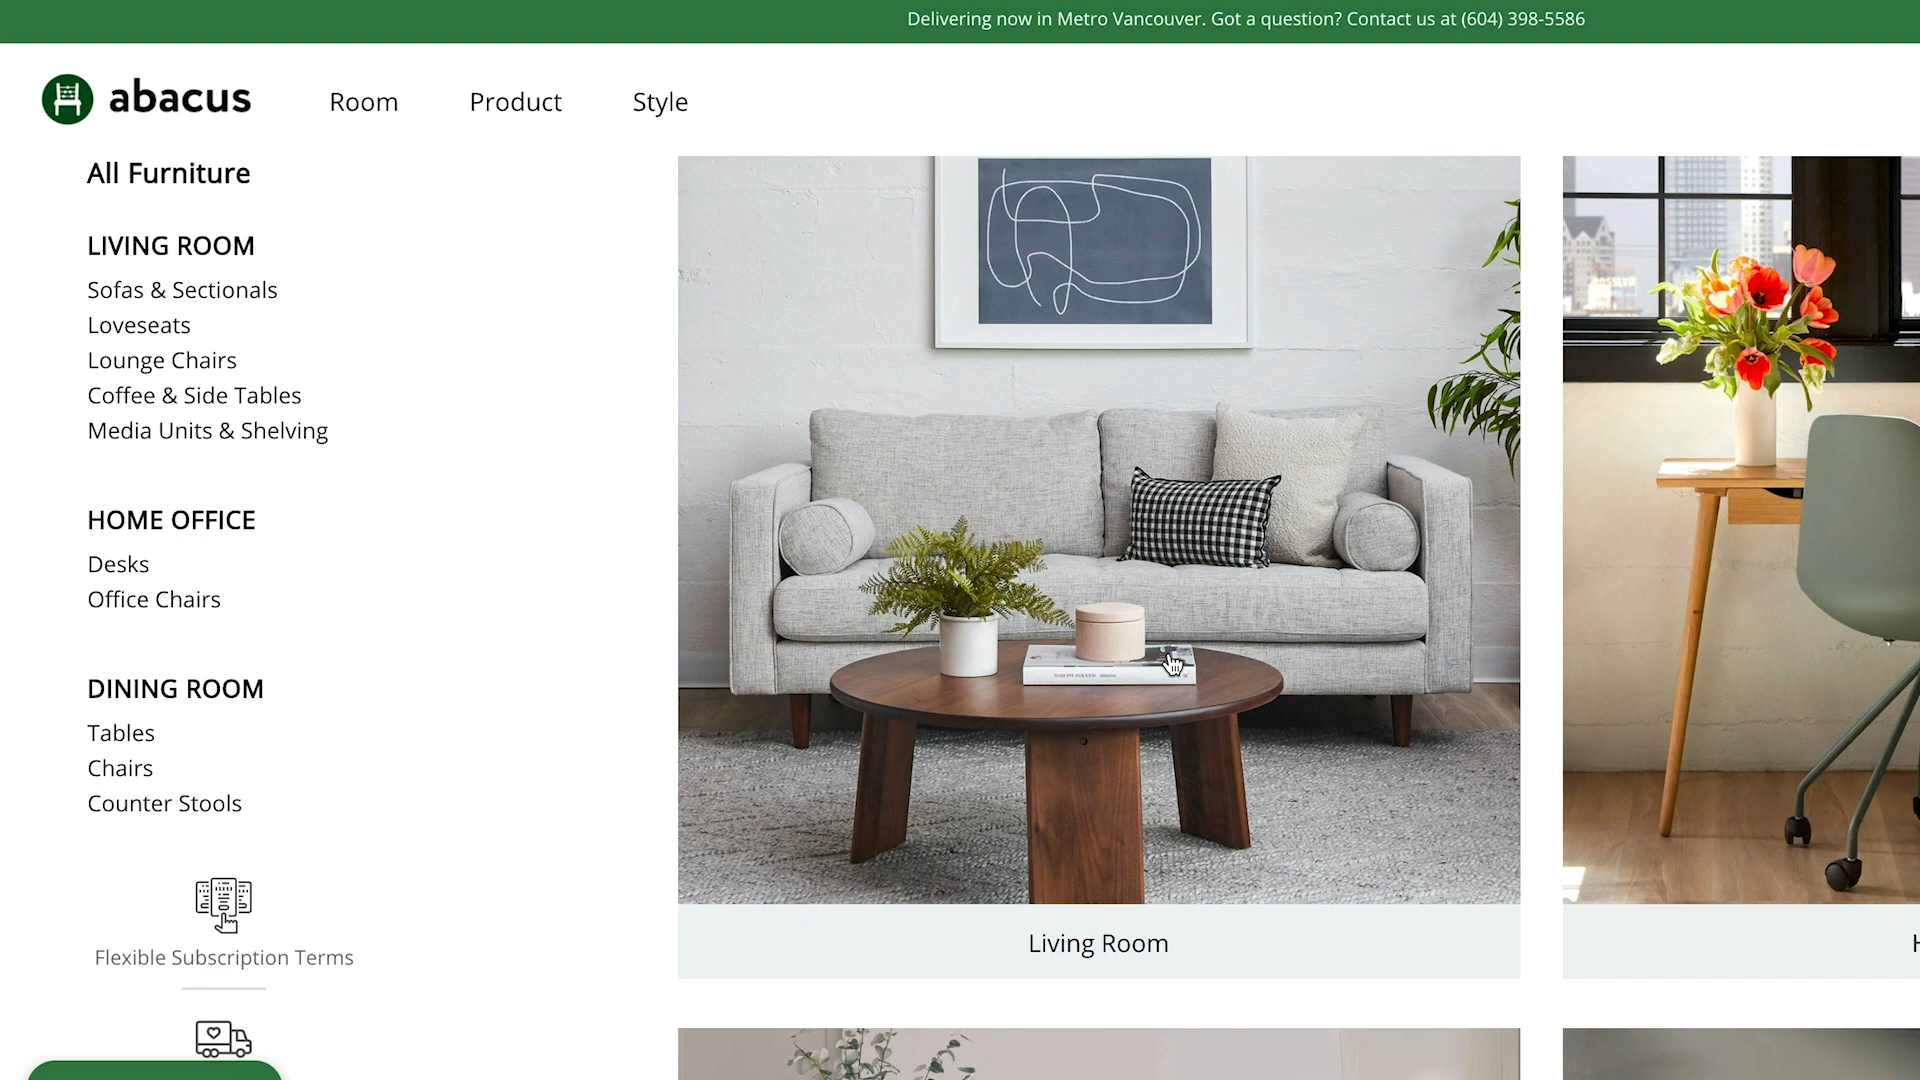 Delivering now in Metro Vancouver. Got a question? Contact us at (604) 398-5586
abacus
Room
Product
Style
All Furniture
LIVING ROOM
Sofas & Sectionals
Loveseats
Lounge Chairs
Coffee & Side Tables
Media Units & Shelving
HOME OFFICE
Desks
Office Chairs
DINING ROOM
Tables
Chairs
Counter Stools
Flexible Subscription Terms
Living Room